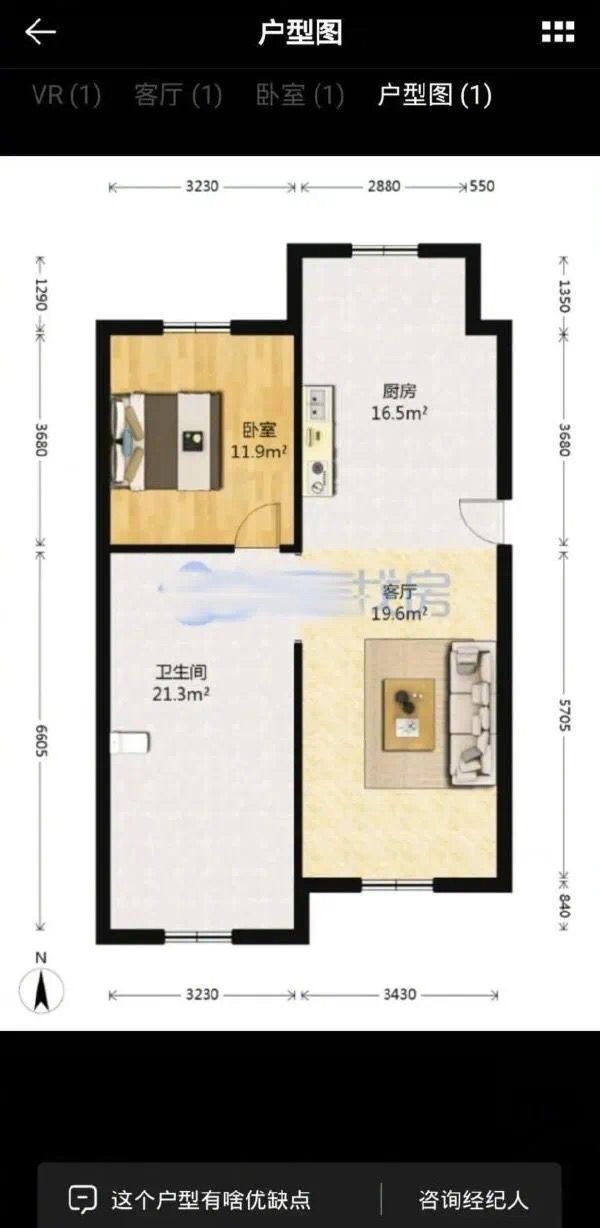 户型图
VR (1) 客厅 (1) 卧室 (1) 户型图 (1)
3230 2880 550
1290 1350
3680 3680
厨房
16.5m²
卧室
11.9m²
找房
客厅
19.6m²
卫生间
21.3m²
6605 5705
840
N
3230 3430
这个户型有啥优缺点 咨询经纪人